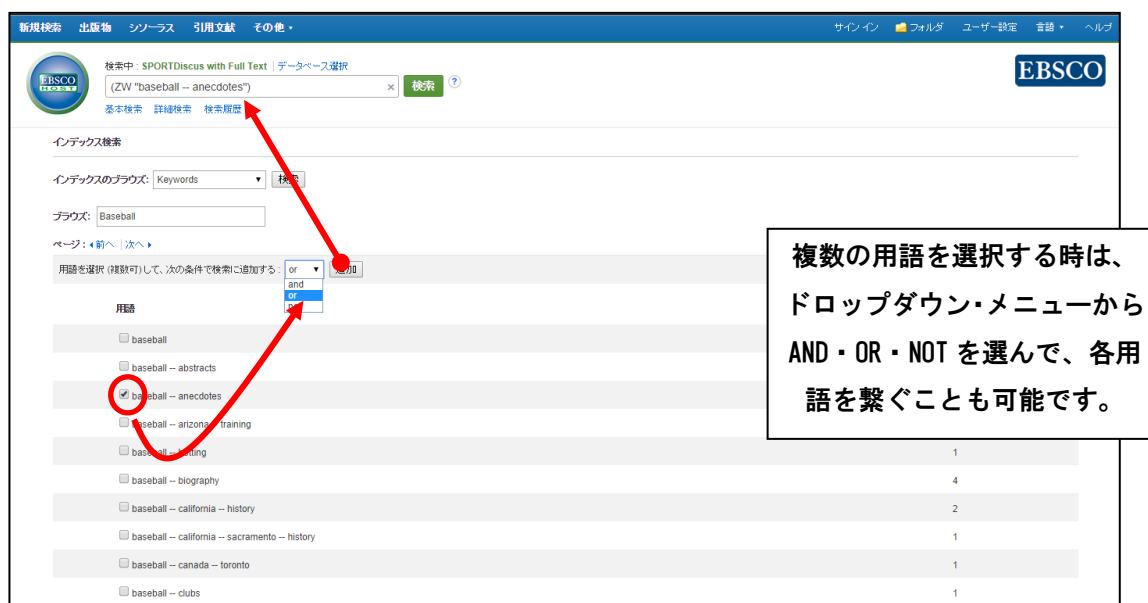 新規検索 出版物 シソーラス 引用文献 その他 サインイン フォルダ ユーザー設定 言語 ヘルプ
EBSCO HOST
検索中: SPORTDiscus with Full Text | データベース選択
(ZW "baseball -- anecdotes") × 検索 ?
基本検索 詳細検索 検索履歴
EBSCO
インデックス検索
インデックスのブラウズ: Keywords 検索
ブラウズ: Baseball
ページ: 前へ | 次へ
用語を選択 (複数可) して、次の条件で検索に追加する: or 追加
and
or
用語
baseball
baseball -- abstracts
baseball -- anecdotes
baseball -- arizona -- training
baseball -- betting 1
baseball -- biography 4
baseball -- california -- history 2
baseball -- california -- sacramento -- history 1
baseball -- canada -- toronto 1
baseball -- clubs 1
複数の用語を選択する時は、
ドロップダウン・メニューから
AND・OR・NOT を選んで、各用
語を繋ぐことも可能です。